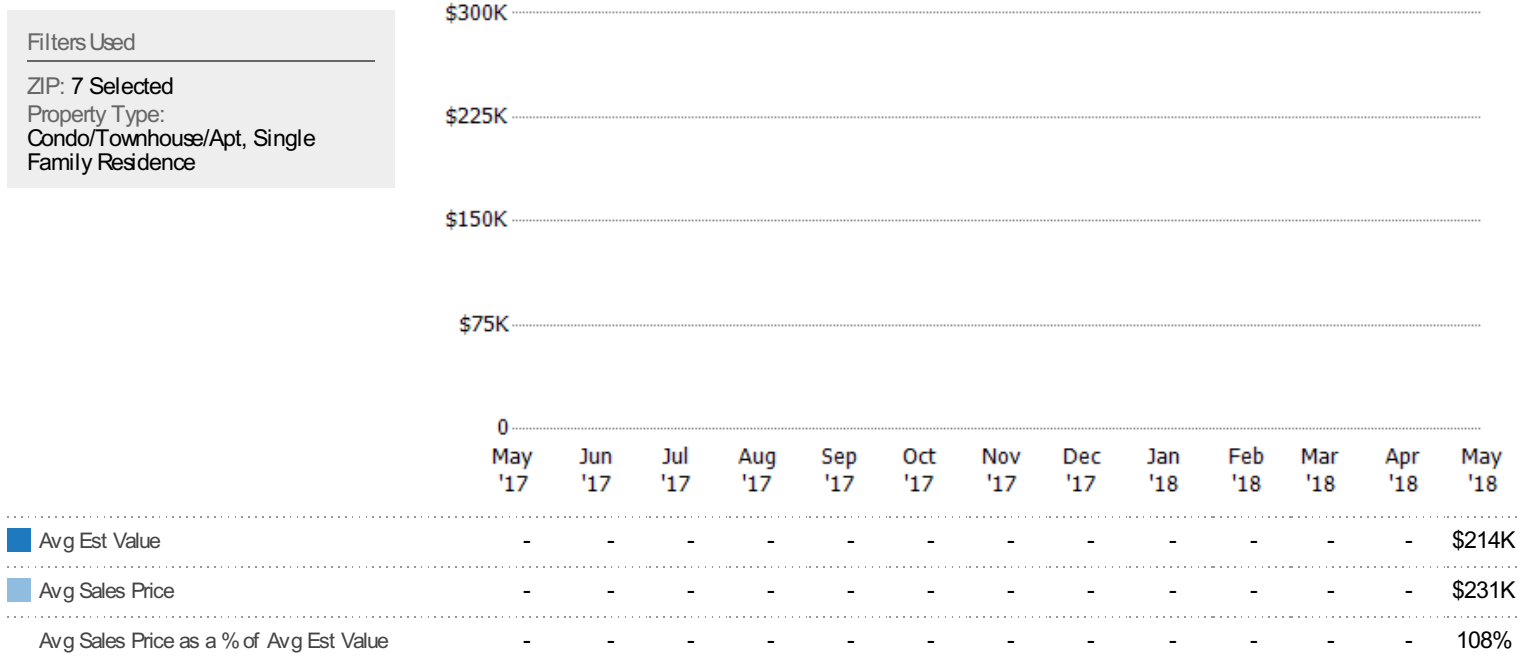 Filters Used
ZIP: 7 Selected
Property Type:
Condo/Townhouse/Apt, Single
Family Residence
$300K
$225K
$150K
$75K
0
May Jun Jul Aug Sep Oct Nov Dec Jan Feb Mar Apr May
'17 '17 '17 '17 '17 '17 '17 '17 '18 '18 '18 '18 '18
Avg Est Value - - - - - - - - - - - - $214K
Avg Sales Price - - - - - - - - - - - - $231K
Avg Sales Price as a % of Avg Est Value - - - - - - - - - - - - 108%